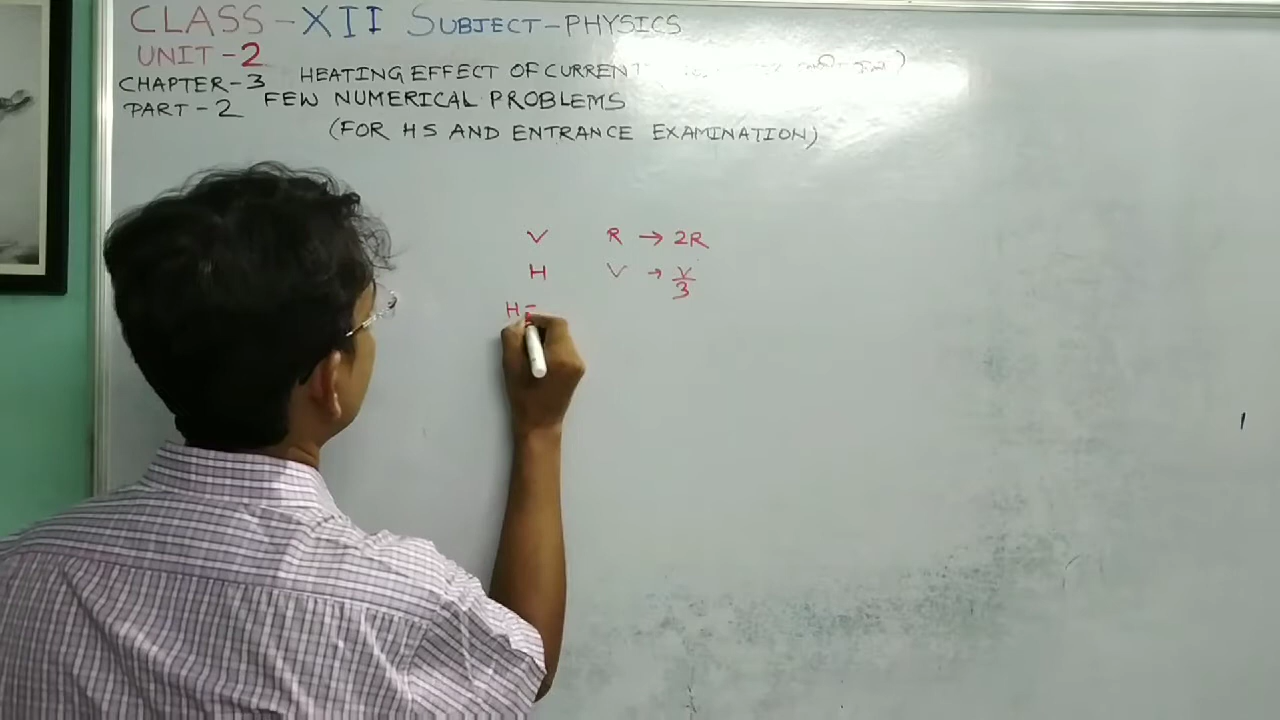 CLASS-XII SUBJECT-PHYSICS
UNIT-2
CHAPTER-3 HEATING EFFECT OF CURRENT
PART-2 FEW NUMERICAL PROBLEMS
(FOR HS AND ENTRANCE EXAMINATION)
V R → 2R
H V → V/3
H =